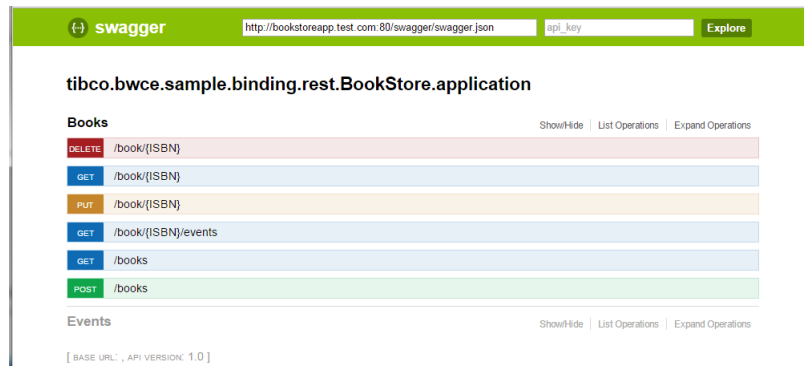 {···} swagger http://bookstoreapp.test.com:80/swagger/swagger.json api_key Explore
tibco.bwce.sample.binding.rest.BookStore.application
Books Show/Hide List Operations Expand Operations
DELETE /book/{ISBN}
GET /book/{ISBN}
PUT /book/{ISBN}
GET /book/{ISBN}/events
GET /books
POST /books
Events Show/Hide List Operations Expand Operations
[ BASE URL: , API VERSION: 1.0 ]